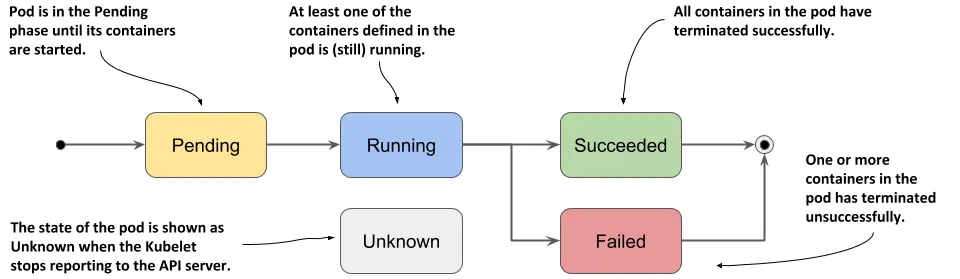 Pod is in the Pending
phase until its containers
are started.
At least one of the
containers defined in the
pod is (still) running.
All containers in the pod have
terminated successfully.
Pending
Running
Succeeded
One or more
containers in the
pod has terminated
unsuccessfully.
The state of the pod is shown as
Unknown when the Kubelet
stops reporting to the API server.
Unknown
Failed